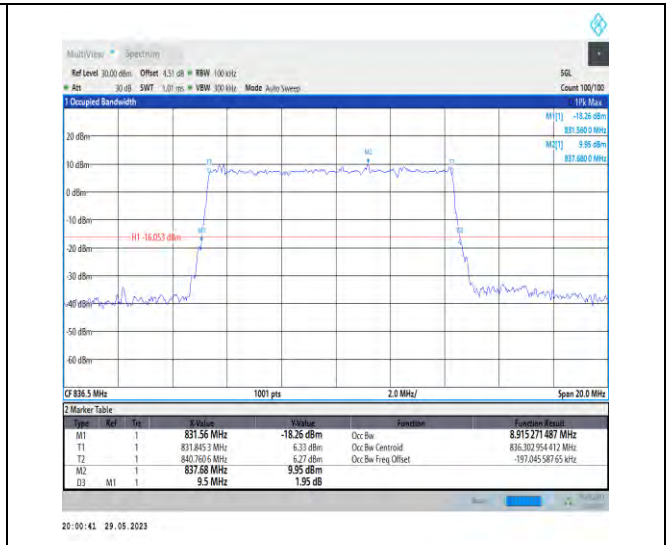 MultiView Spectrum
Ref Level 30.00 dBm Offset 4.51 dB RBW 100 kHz SGL
Att 30 dB SWT 1.01 ms VBW 300 kHz Mode Auto Sweep Count 100/100
1 Occupied Bandwidth 1Pk Max
M1[1] -18.26 dBm
831.560 0 MHz
M2[1] 9.95 dBm
837.680 0 MHz
20 dBm
M2
10 dBm
T1
0 dBm
-10 dBm
M1
H1 -16.053 dBm
-20 dBm
-30 dBm
-40 dBm
-50 dBm
-60 dBm
CF 836.5 MHz 1001 pts 2.0 MHz/ Span 20.0 MHz
2 Marker Table
Type Ref Trc X-Value Y-Value Function Function Result
M1 1 831.56 MHz -18.26 dBm Occ Bw 8.915 271 487 MHz
T1 1 831.845 3 MHz 6.33 dBm Occ Bw Centroid 836.302 954 412 MHz
T2 1 840.760 6 MHz 6.27 dBm Occ Bw Freq Offset -197.045 587 65 kHz
M2 1 837.68 MHz 9.95 dBm
D3 M1 1 9.5 MHz 1.95 dB
20:00:41 29.05.2023